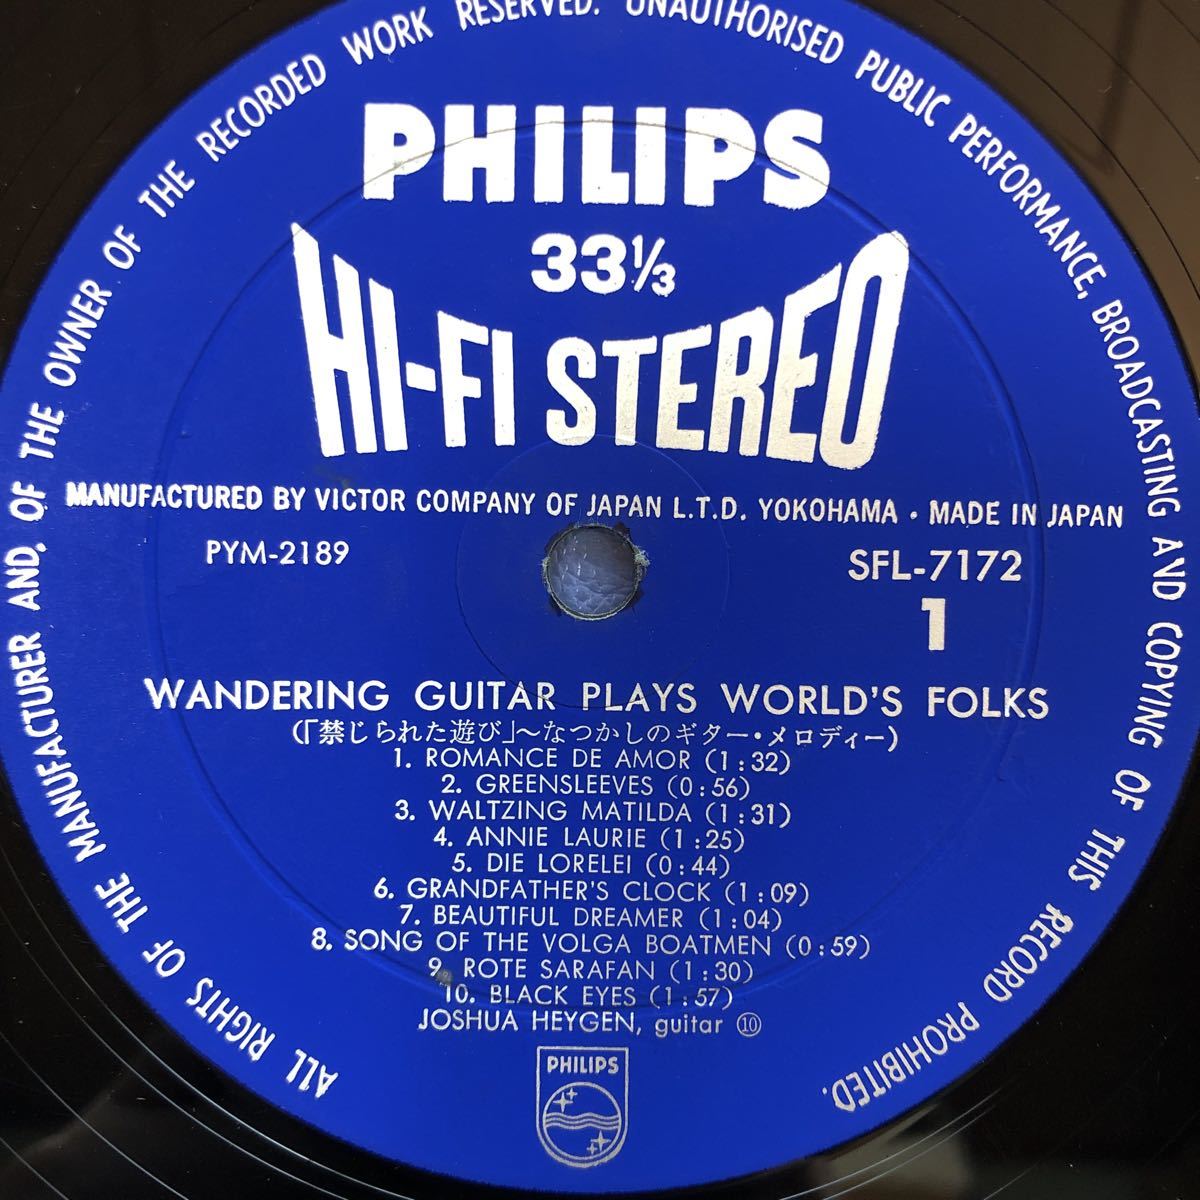 ALL RIGHTS OF THE MANUFACTURER AND. OF THE OWNER OF THE RECORDED WORK RESERVED. UNAUTHORISED PUBLIC PERFORMANCE, BROADCASTING AND COPYING OF THIS RECORD PROHIBITED.
PHILIPS
33⅓
HI-FI STEREO
MANUFACTURED BY VICTOR COMPANY OF JAPAN L.T.D. YOKOHAMA • MADE IN JAPAN
PYM-2189
SFL-7172
1
WANDERING GUITAR PLAYS WORLD'S FOLKS
(「禁じられた遊び」〜なつかしのギター・メロディー)
1. ROMANCE DE AMOR (1:32)
2. GREENSLEEVES (0:56)
3. WALTZING MATILDA (1:31)
4. ANNIE LAURIE (1:25)
5. DIE LORELEI (0:44)
6. GRANDFATHER'S CLOCK (1:09)
7. BEAUTIFUL DREAMER (1:04)
8. SONG OF THE VOLGA BOATMEN (0:59)
9. ROTE SARAFAN (1:30)
10. BLACK EYES (1:57)
JOSHUA HEYGEN, guitar ⑩
PHILIPS